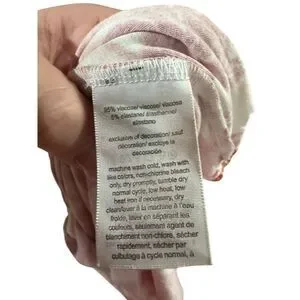 95% viscose/ viscose/ viscosa
5% elastane/ élasthanne/
elastano
exclusive of decoration/ sauf
décoration/ excluye la
decoración
machine wash cold, wash with
like colors, non-chlorine bleach
only, dry promptly, tumble dry
normal cycle, low heat, low
heat iron if necessary, dry
clean/laver à la machine à l'eau
froide, laver en séparant les
couleurs, seulement agent de
blanchiment non-chlore, sécher
rapidement, sécher par
culbutage à cycle normal, à